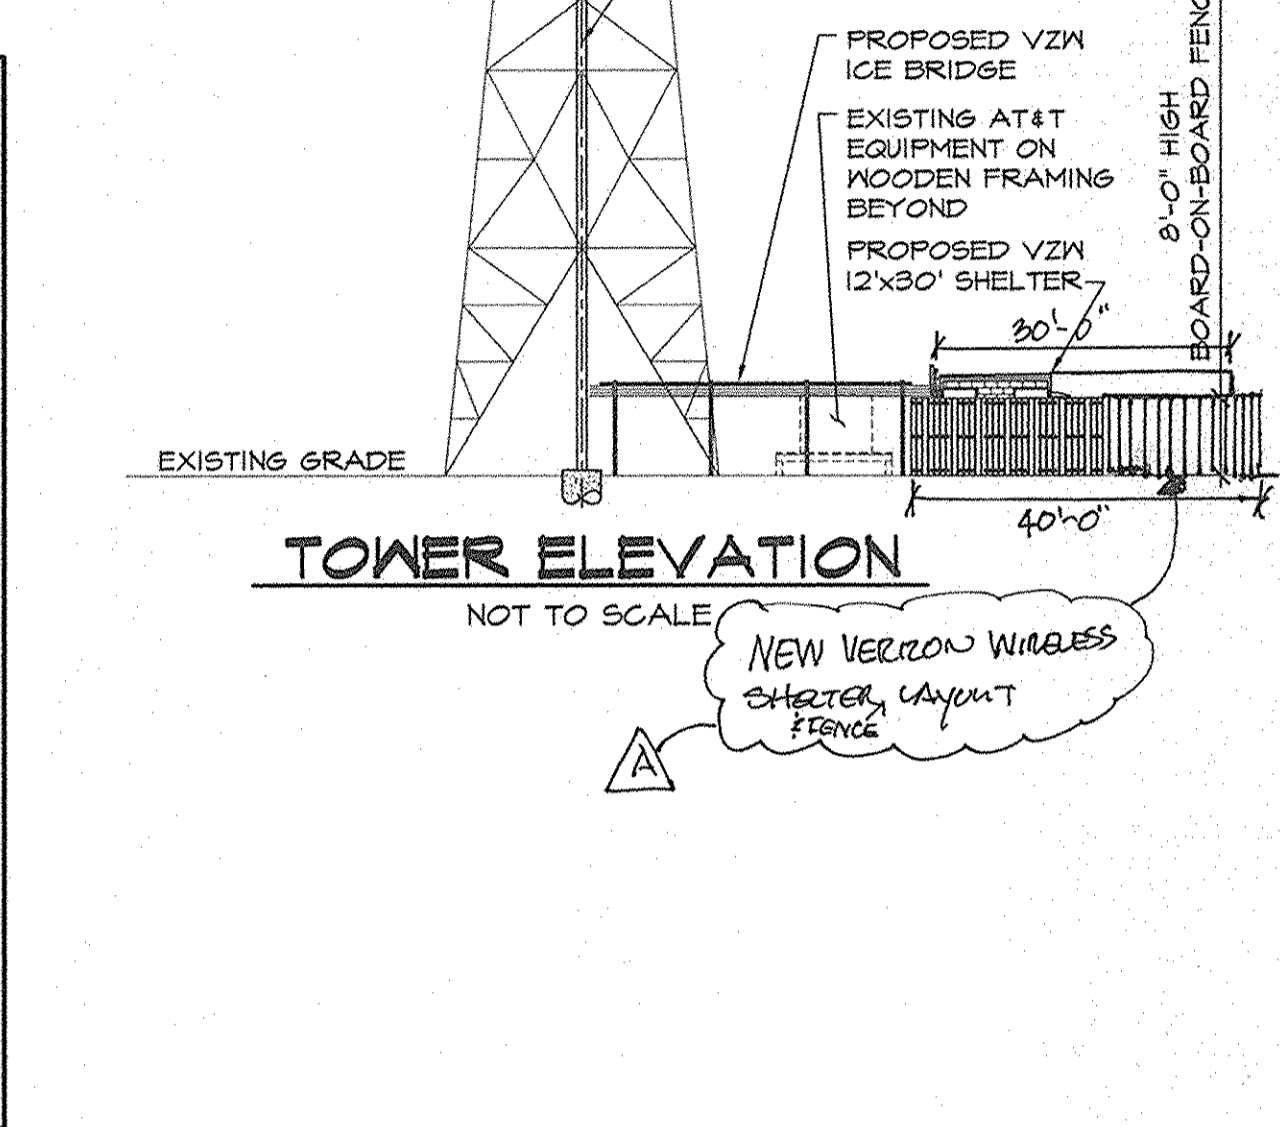 PROPOSED VZW
ICE BRIDGE
EXISTING AT&T
EQUIPMENT ON
WOODEN FRAMING
BEYOND
PROPOSED VZW
12'x30' SHELTER
8'-0" HIGH
BOARD-ON-BOARD FENC
30'-0"
EXISTING GRADE
40'-0"
TOWER ELEVATION
NOT TO SCALE
NEW VERIZON WIRELESS
SHELTER, LAYOUT
& FENCE
A